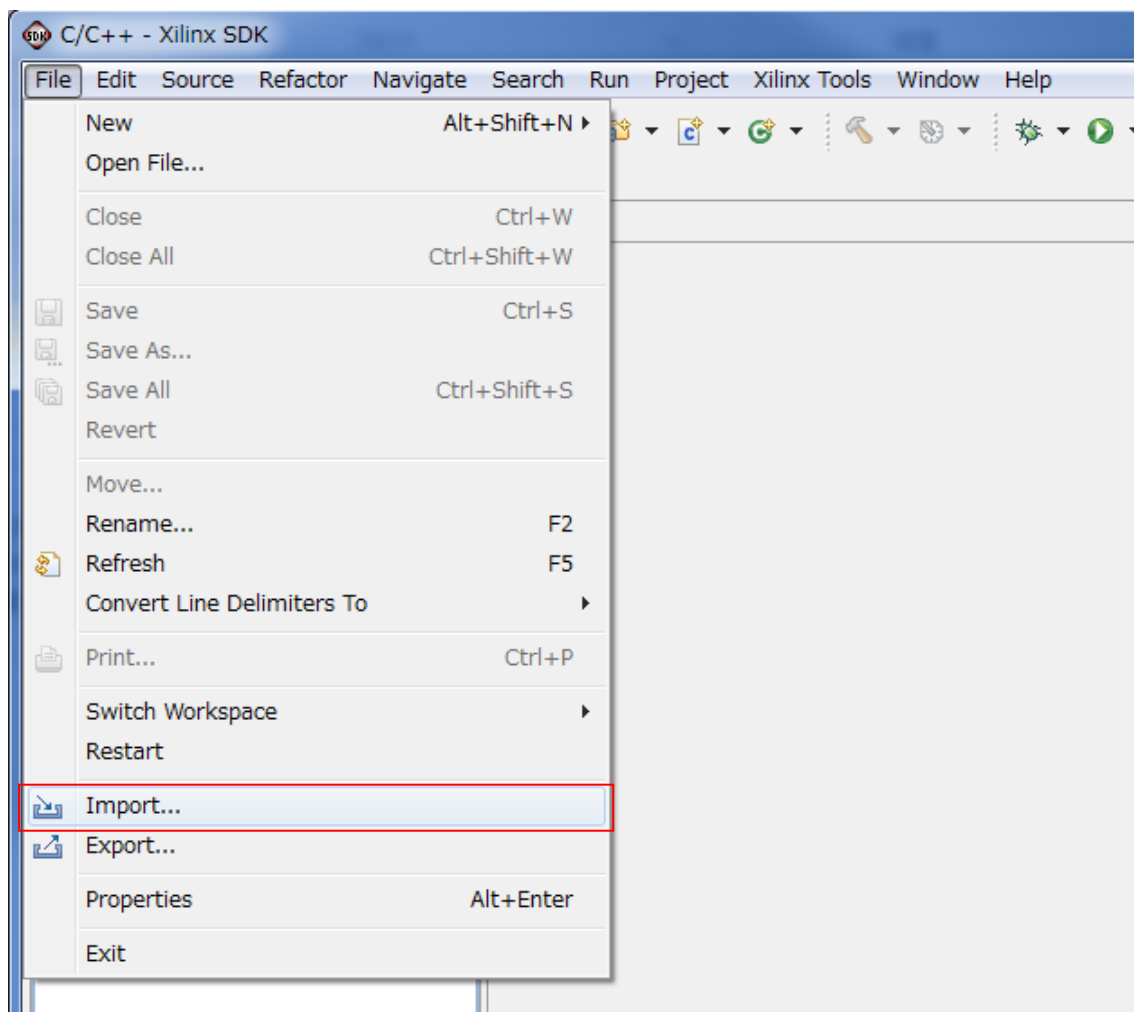 C/C++ - Xilinx SDK
File Edit Source Refactor Navigate Search Run Project Xilinx Tools Window Help
New Alt+Shift+N
Open File...
Close Ctrl+W
Close All Ctrl+Shift+W
Save Ctrl+S
Save As...
Save All Ctrl+Shift+S
Revert
Move...
Rename... F2
Refresh F5
Convert Line Delimiters To
Print... Ctrl+P
Switch Workspace
Restart
Import...
Export...
Properties Alt+Enter
Exit